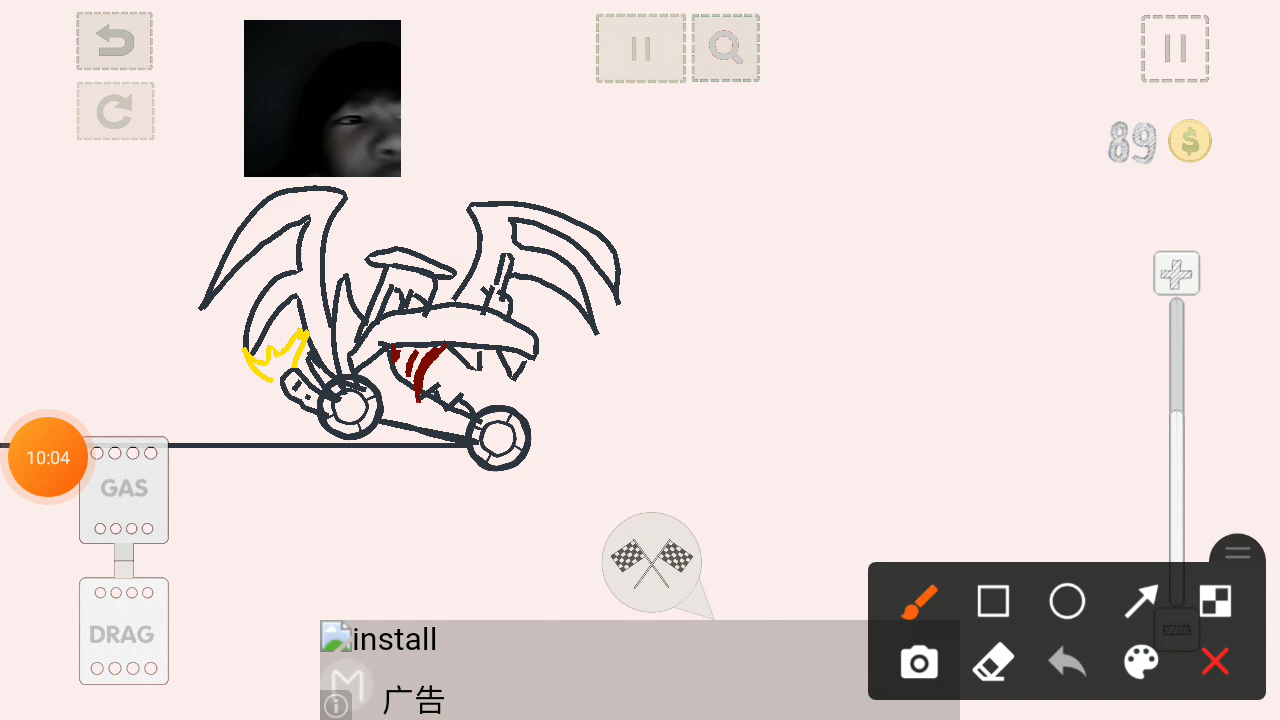 89
10:04
GAS
DRAG
install
广告